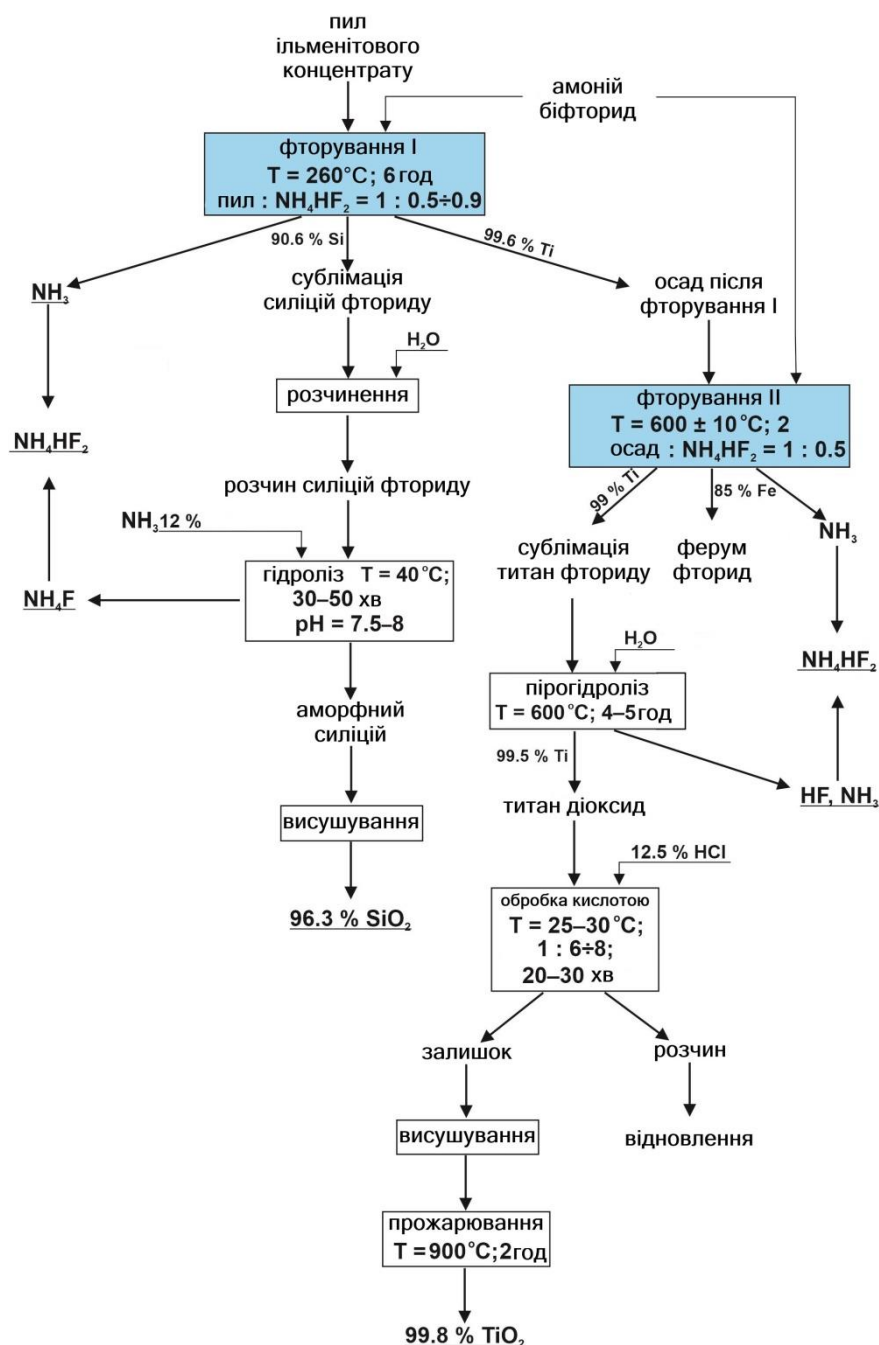 пил
ільменітового
концентрату
амоній
біфторид
фторування I
T = 260°C; 6 год
пил : NH₄HF₂ = 1 : 0.5÷0.9
90.6 % Si
99.6 % Ti
NH₃
сублімація
силіцій фториду
осад після
фторування I
H₂O
розчинення
фторування II
T = 600 ± 10°C; 2
осад : NH₄HF₂ = 1 : 0.5
NH₄HF₂
розчин силіцій фториду
99 % Ti
85 % Fe
NH₃
NH₃ 12 %
сублімація
титан фториду
ферум
фторид
гідроліз T = 40°C;
30–50 хв
pH = 7.5–8
NH₄F
H₂O
NH₄HF₂
пірогідроліз
T = 600°C; 4–5 год
аморфний
силіцій
99.5 % Ti
HF, NH₃
титан діоксид
висушування
12.5 % HCl
96.3 % SiO₂
обробка кислотою
T = 25–30°C;
1 : 6÷8;
20–30 хв
залишок
розчин
висушування
відновлення
прожарювання
T = 900°C; 2 год
99.8 % TiO₂